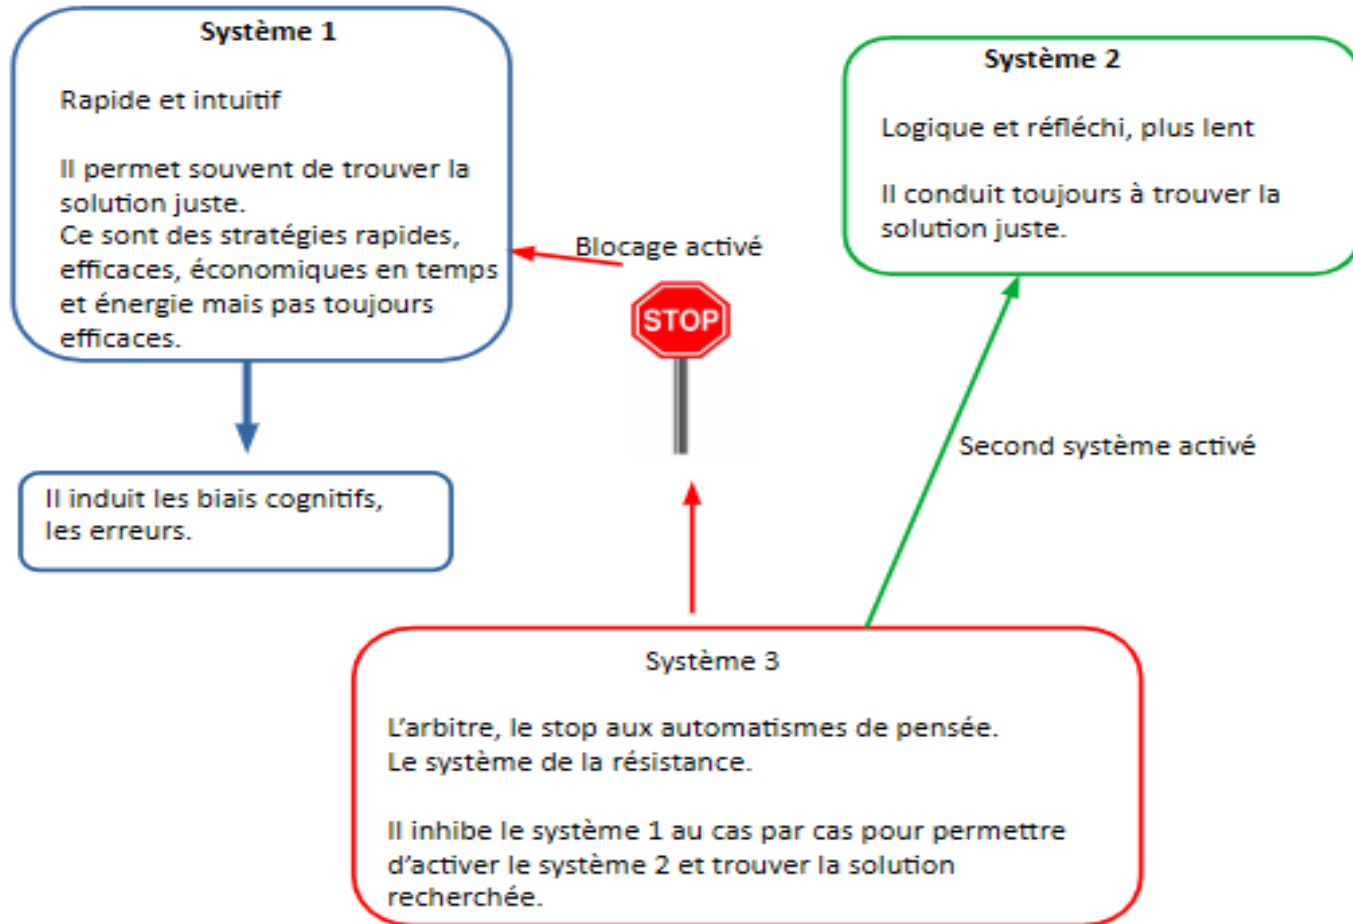 Système 1
Rapide et intuitif
Il permet souvent de trouver la
solution juste.
Ce sont des stratégies rapides,
efficaces, économiques en temps
et énergie mais pas toujours
efficaces.
Il induit les biais cognitifs,
les erreurs.
Blocage activé
STOP
Système 2
Logique et réfléchi, plus lent
Il conduit toujours à trouver la
solution juste.
Second système activé
Système 3
L’arbitre, le stop aux automatismes de pensée.
Le système de la résistance.
Il inhibe le système 1 au cas par cas pour permettre
d’activer le système 2 et trouver la solution
recherchée.